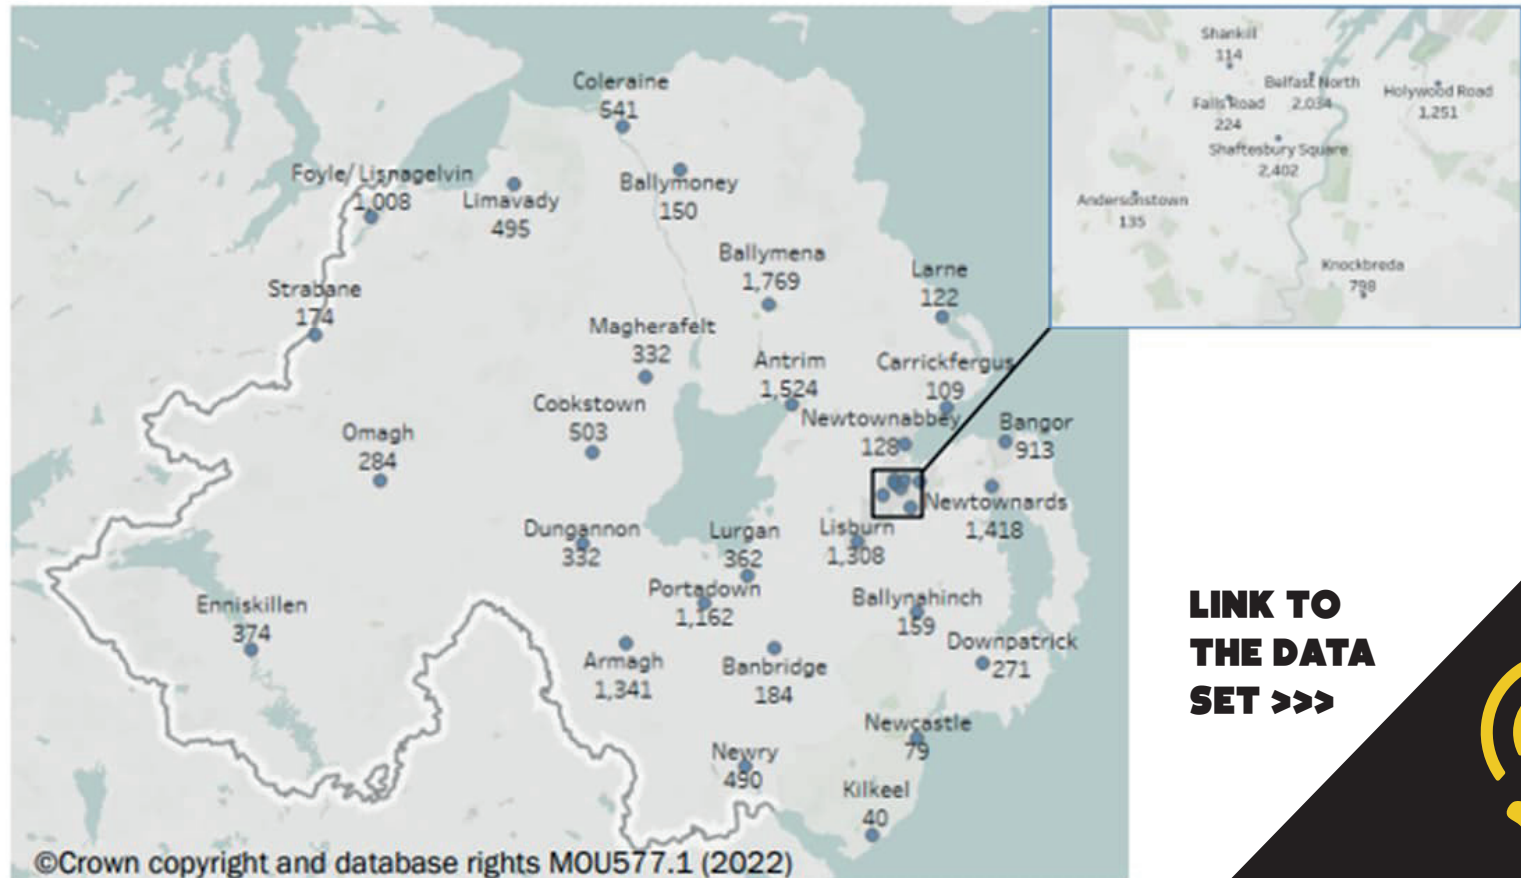 Coleraine
541
Foyle/ Lisnagelvin
1,008
Limavady
495
Ballymoney
150
Ballymena
1,769
Larne
122
Strabane
174
Magherafelt
332
Antrim
1,524
Carrickfergus
109
Cookstown
503
Newtownabbey
128
Bangor
913
Omagh
284
Newtownards
1,418
Dungannon
332
Lurgan
362
Lisburn
1,308
Portadown
1,162
Ballynahinch
159
Enniskillen
374
Armagh
1,341
Banbridge
184
Downpatrick
271
Newcastle
79
Newry
490
Kilkeel
40
©Crown copyright and database rights MOU577.1 (2022)
Shankill
114
Belfast North
2,034
Holywood Road
1,251
Falls Road
224
Shaftesbury Square
2,402
Andersonstown
135
Knockbreda
798
LINK TO
THE DATA
SET >>>